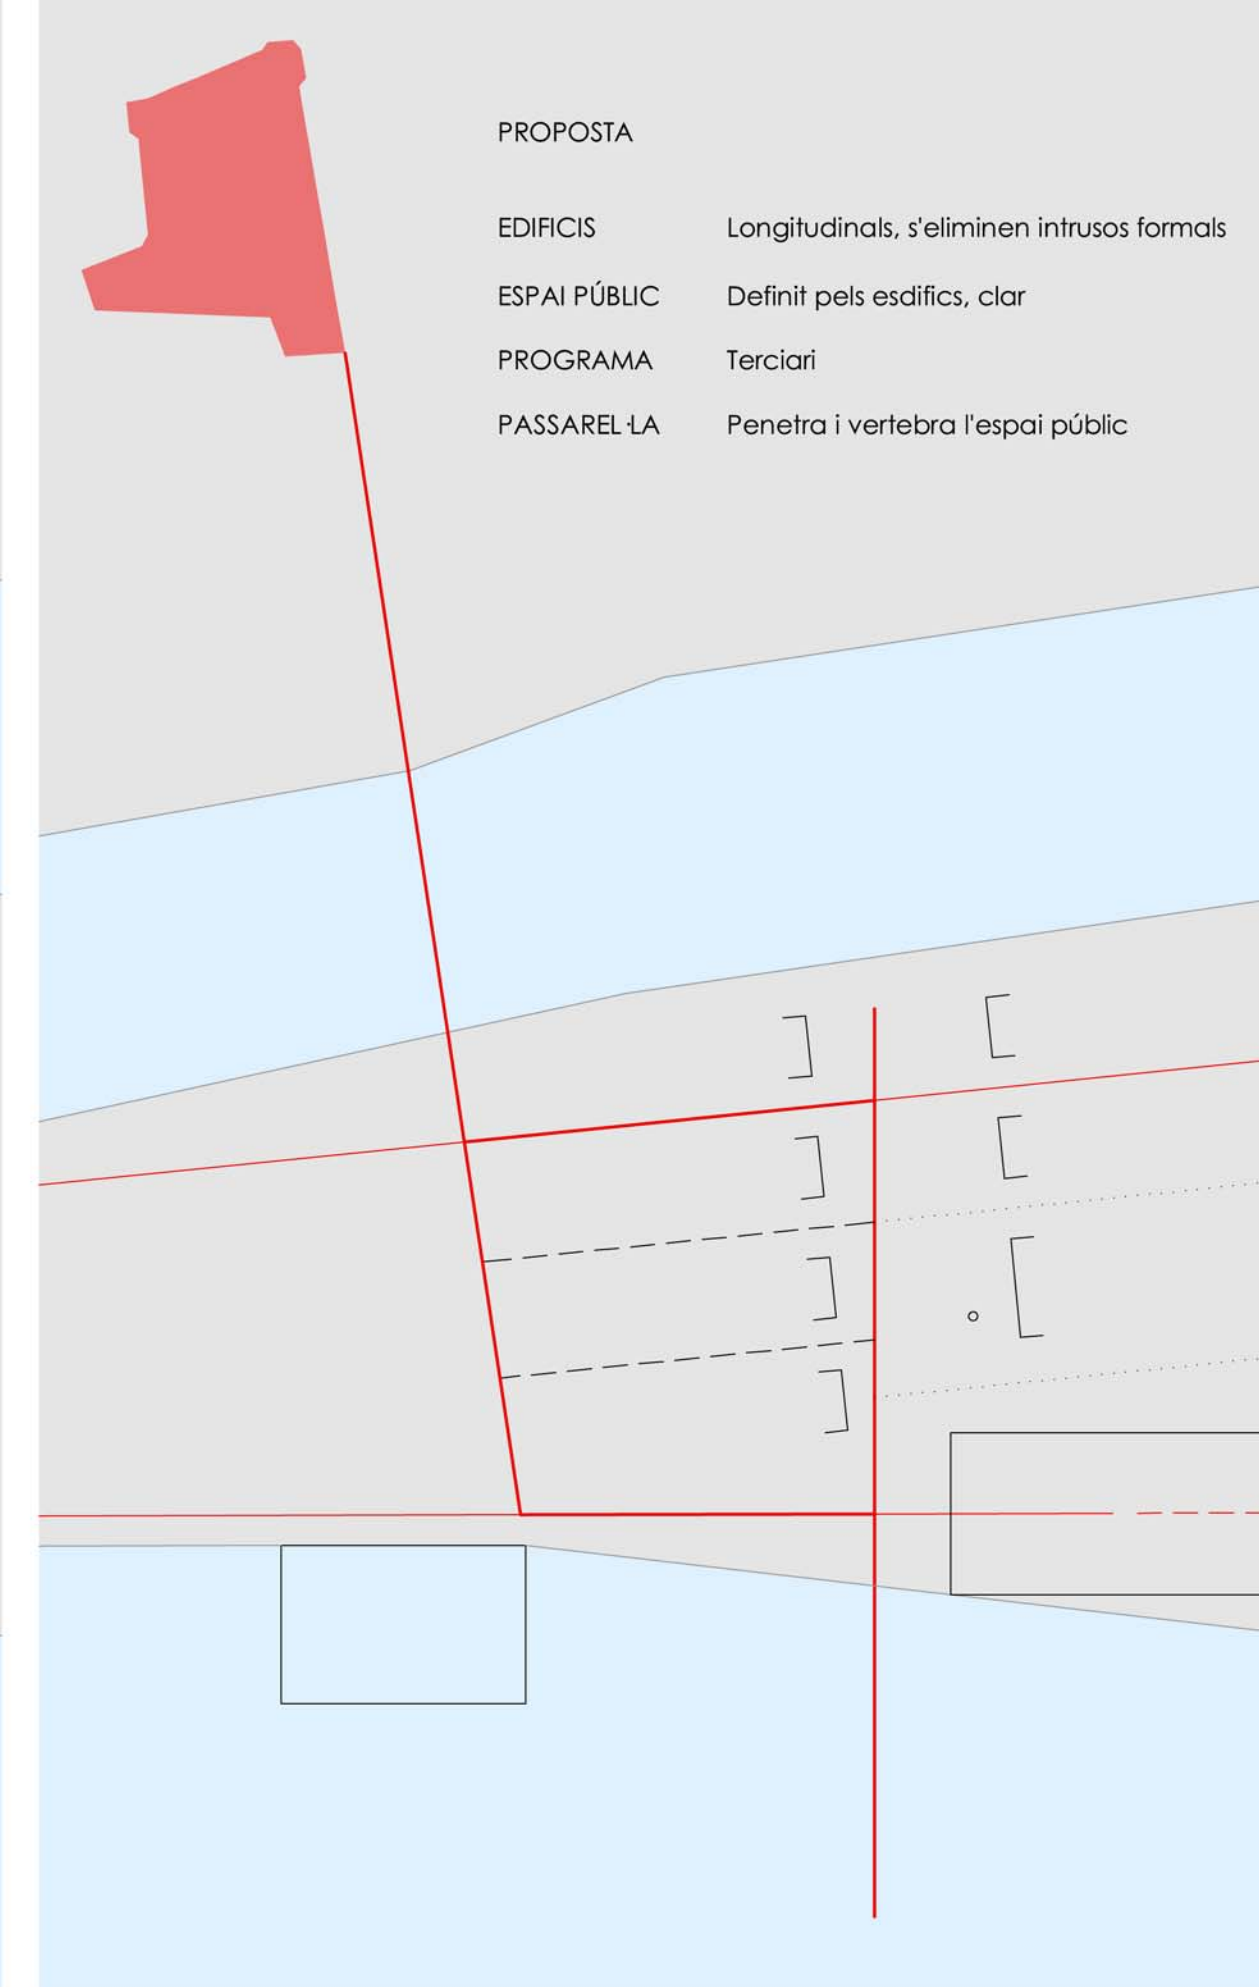 PROPOSTA
EDIFICIS Longitudinals, s'eliminen intrusos formals
ESPAI PÚBLIC Definit pels esdifics, clar
PROGRAMA Terciari
PASSAREL·LA Penetra i vertebra l'espai públic